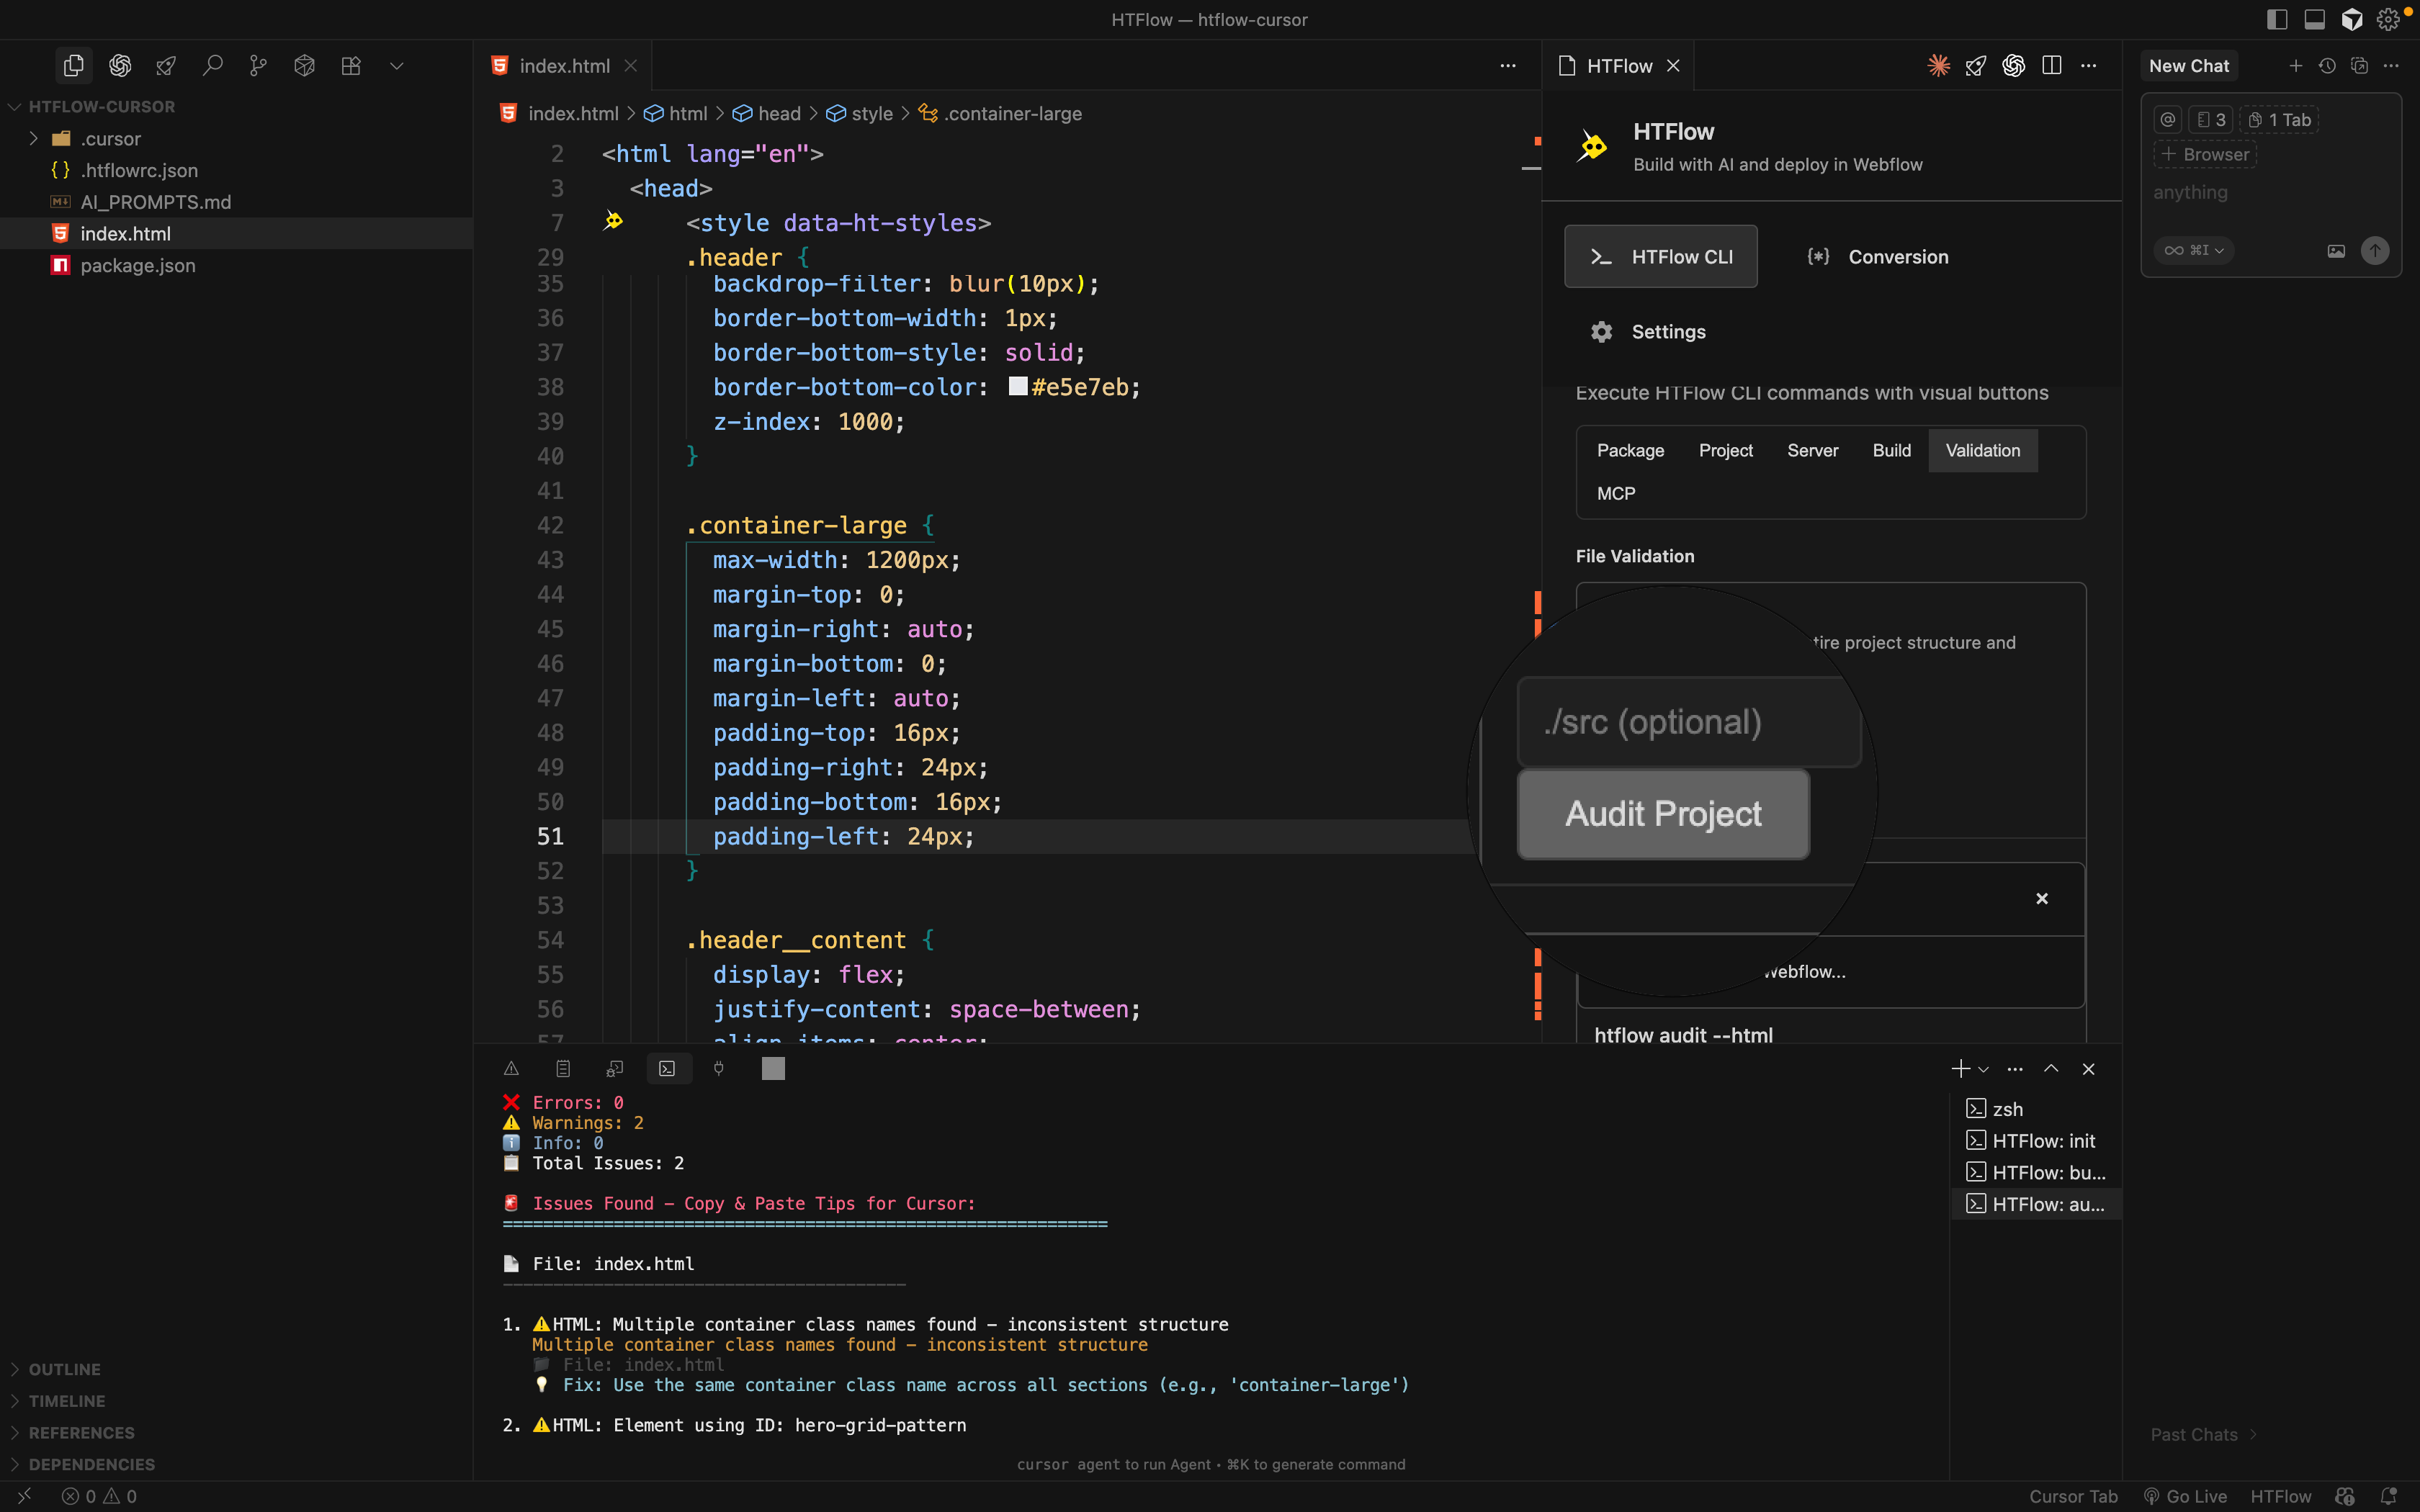 HTFlow — htflow-cursor
HTFLOW-CURSOR
.cursor
{ } .htflowrc.json
M↓ AI_PROMPTS.md
index.html
package.json
OUTLINE
TIMELINE
REFERENCES
DEPENDENCIES
index.html
index.html > html > head > style > .container-large
2 <html lang="en">
3 <head>
7 <style data-ht-styles>
29 .header {
35 backdrop-filter: blur(10px);
36 border-bottom-width: 1px;
37 border-bottom-style: solid;
38 border-bottom-color: #e5e7eb;
39 z-index: 1000;
40 }
41
42 .container-large {
43 max-width: 1200px;
44 margin-top: 0;
45 margin-right: auto;
46 margin-bottom: 0;
47 margin-left: auto;
48 padding-top: 16px;
49 padding-right: 24px;
50 padding-bottom: 16px;
51 padding-left: 24px;
52 }
53
54 .header__content {
55 display: flex;
56 justify-content: space-between;
57 align-items: center;
HTFlow
HTFlow
Build with AI and deploy in Webflow
HTFlow CLI
{*} Conversion
Settings
Execute HTFlow CLI commands with visual buttons
Package Project Server Build Validation
MCP
File Validation
tire project structure and
./src (optional)
Audit Project
Webflow...
htflow audit --html
New Chat
@ 3 1 Tab
+ Browser
anything
∞ ⌘I
Past Chats >
Errors: 0
Warnings: 2
Info: 0
Total Issues: 2
Issues Found - Copy & Paste Tips for Cursor:
============================================================
File: index.html
----------------------------------------
1. ⚠HTML: Multiple container class names found - inconsistent structure
Multiple container class names found - inconsistent structure
File: index.html
Fix: Use the same container class name across all sections (e.g., 'container-large')
2. ⚠HTML: Element using ID: hero-grid-pattern
cursor agent to run Agent • ⌘K to generate command
zsh
HTFlow: init
HTFlow: bu...
HTFlow: au...
0 0
Cursor Tab
Go Live
HTFlow